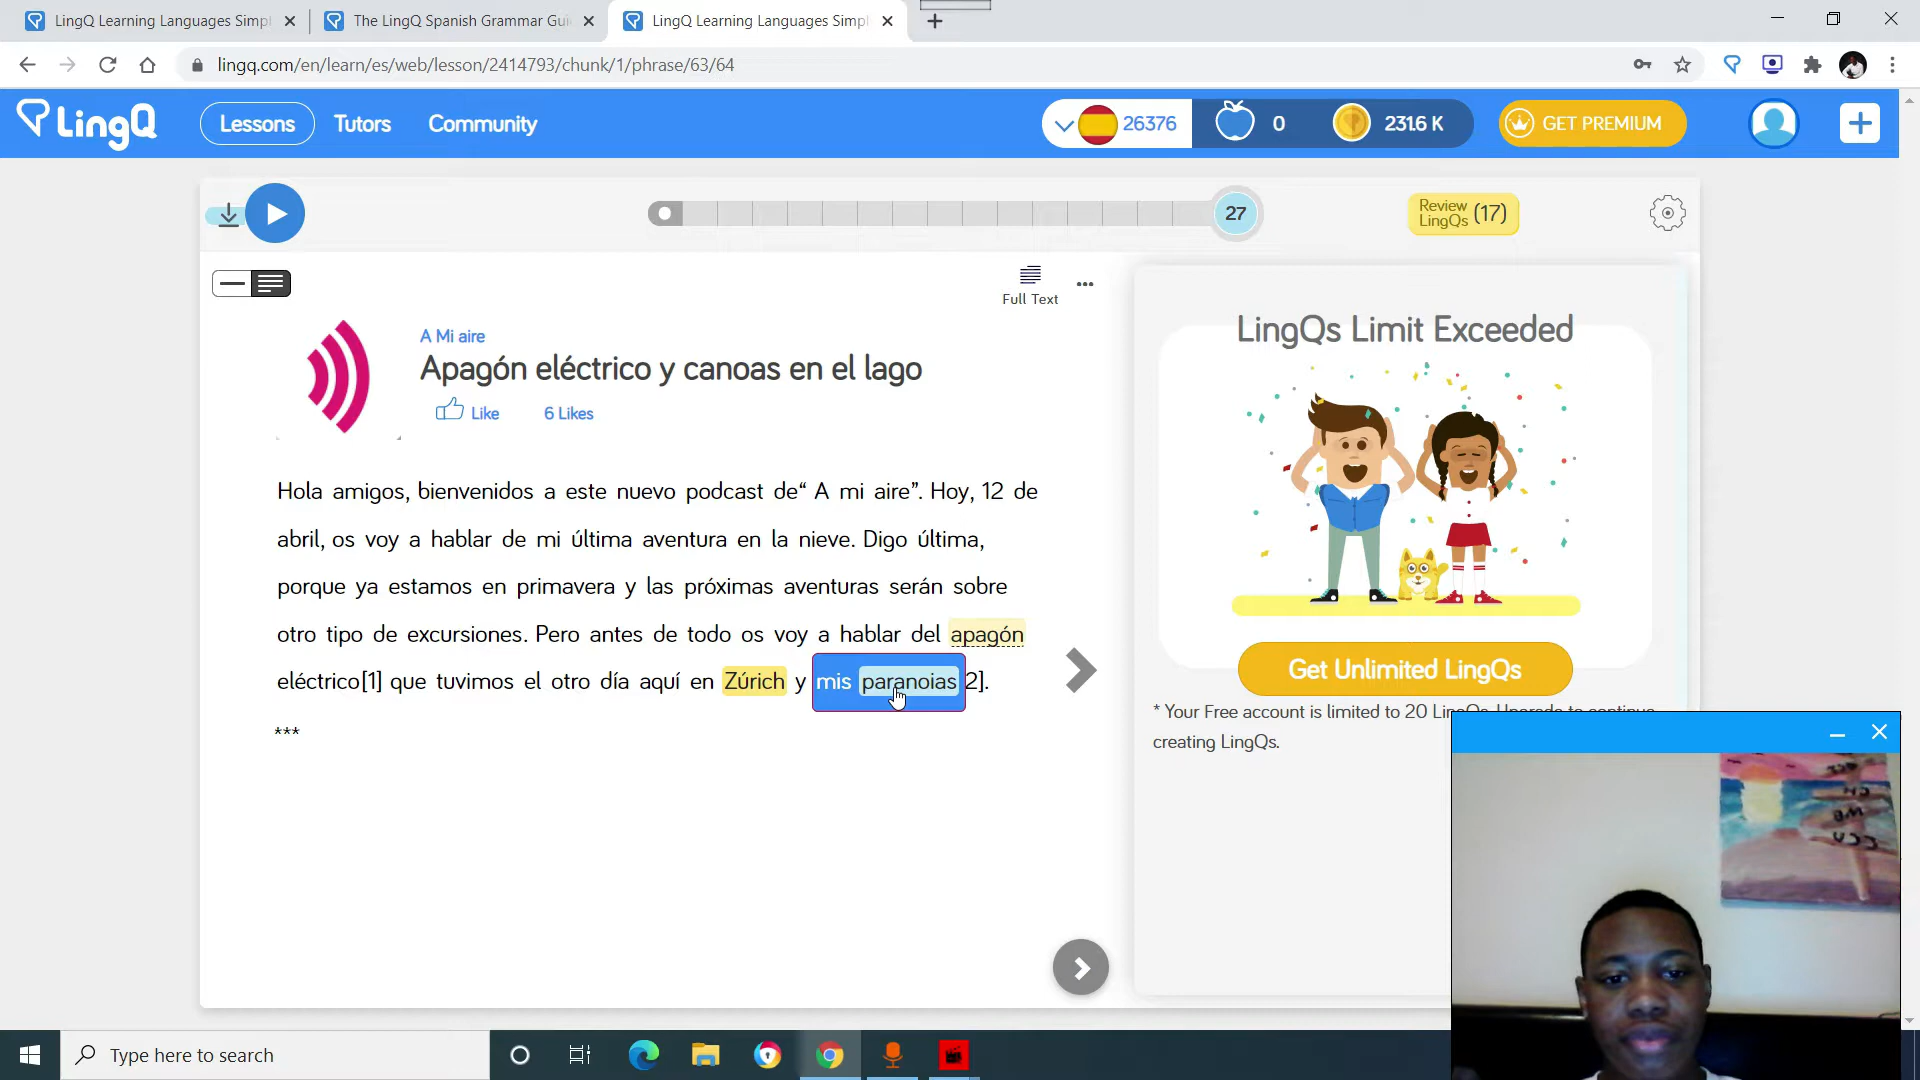 LingQ Learning Languages Simpl
The LingQ Spanish Grammar Gui
LingQ Learning Languages Simpl
lingq.com/en/learn/es/web/lesson/2414793/chunk/1/phrase/63/64
LingQ
Lessons
Tutors
Community
26376
0
231.6 K
GET PREMIUM
27
Review
LingQs (17)
Full Text
A Mi aire
Apagón eléctrico y canoas en el lago
Like
6 Likes
Hola amigos, bienvenidos a este nuevo podcast de“ A mi aire”. Hoy, 12 de
abril, os voy a hablar de mi última aventura en la nieve. Digo última,
porque ya estamos en primavera y las próximas aventuras serán sobre
otro tipo de excursiones. Pero antes de todo os voy a hablar del apagón
eléctrico[1] que tuvimos el otro día aquí en Zúrich y mis paranoias 2].
***
LingQs Limit Exceeded
Get Unlimited LingQs
* Your Free account is limited to 20 LingQs. Upgrade to continue
creating LingQs.
Type here to search